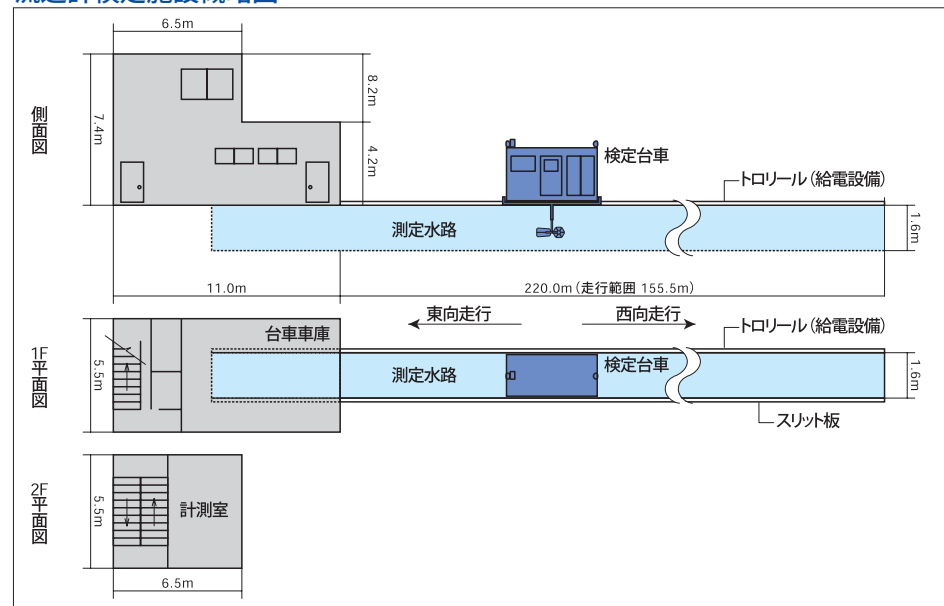 6.5m
側面図
7.4m
8.2m
4.2m
検定台車
トロリール(給電設備)
測定水路
1.6m
11.0m
220.0m(走行範囲 155.5m)
東向走行
西向走行
1F平面図
5.5m
台車車庫
トロリール(給電設備)
測定水路
検定台車
1.6m
スリット板
2F平面図
5.5m
計測室
6.5m